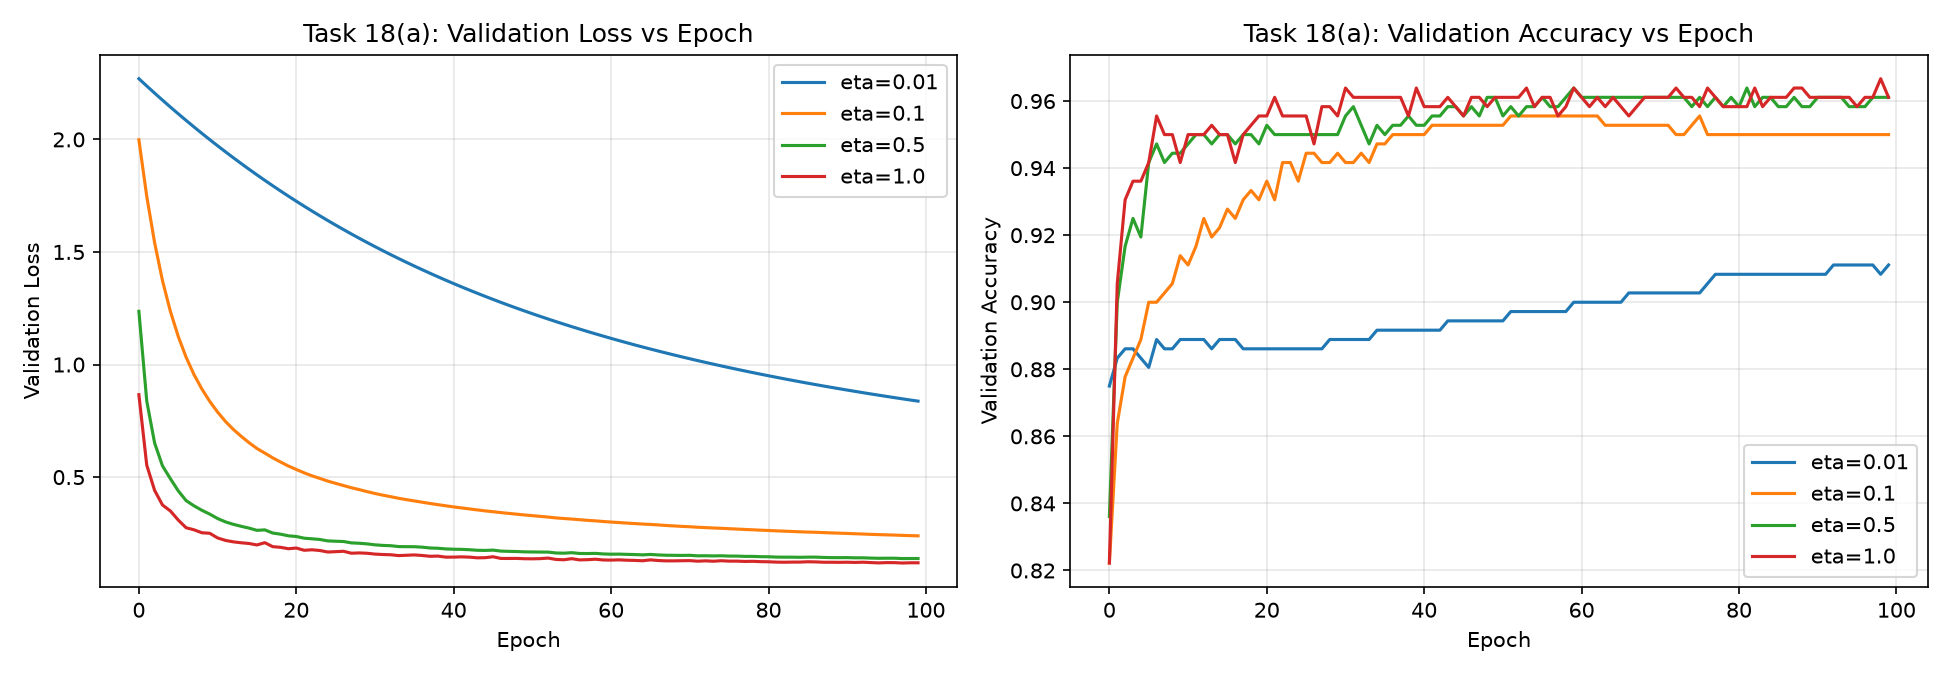 Task 18(a): Validation Loss vs Epoch
Validation Loss
2.0
1.5
1.0
0.5
0
20
40
60
80
100
Epoch
eta=0.01
eta=0.1
eta=0.5
eta=1.0
Task 18(a): Validation Accuracy vs Epoch
Validation Accuracy
0.96
0.94
0.92
0.90
0.88
0.86
0.84
0.82
0
20
40
60
80
100
Epoch
eta=0.01
eta=0.1
eta=0.5
eta=1.0